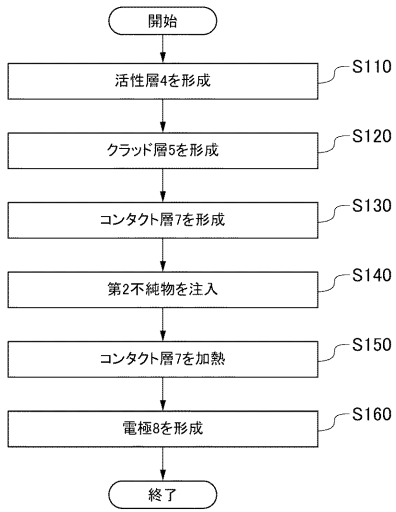 開始
活性層4を形成
S110
クラッド層5を形成
S120
コンタクト層7を形成
S130
第2不純物を注入
S140
コンタクト層7を加熱
S150
電極8を形成
S160
終了